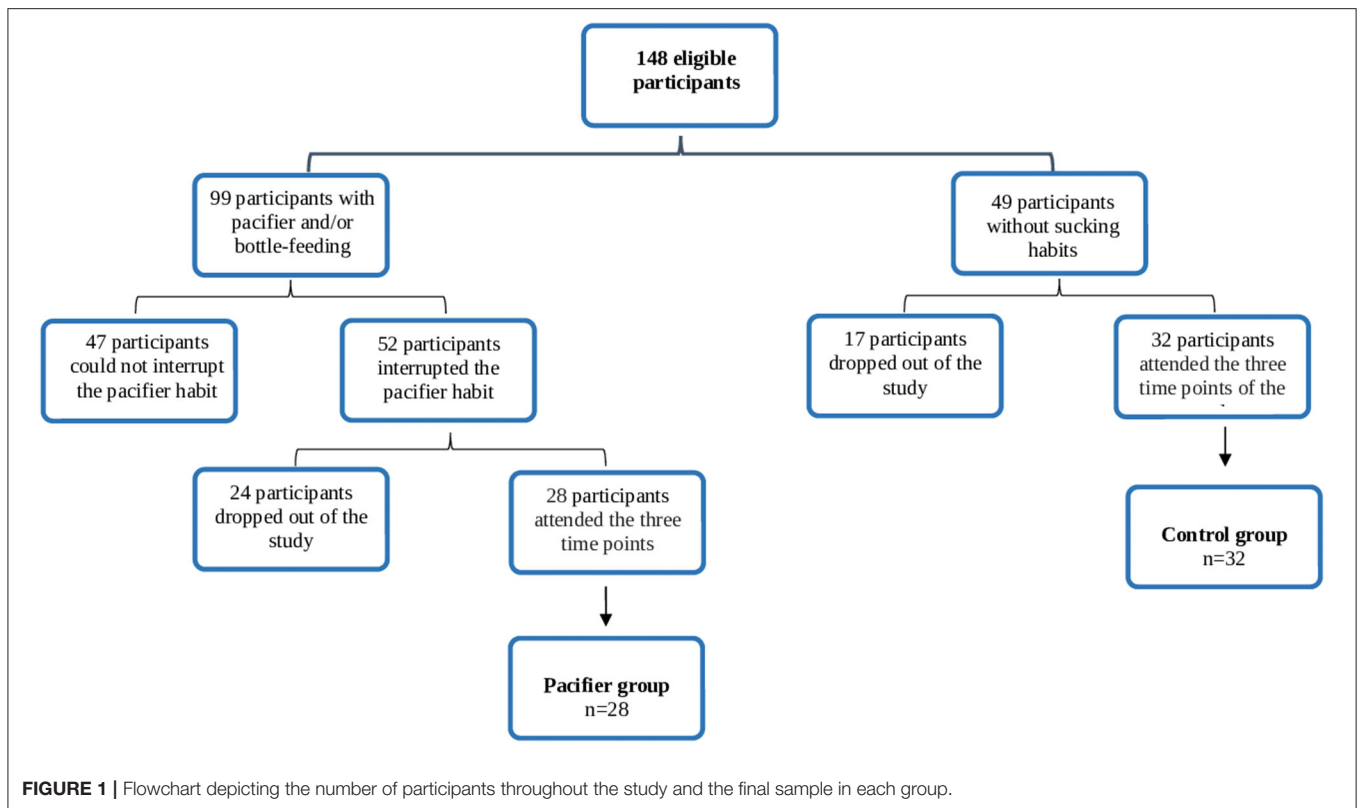 148 eligible
participants
99 participants with
pacifier and/or
bottle-feeding
49 participants
without sucking
habits
47 participants
could not interrupt
the pacifier habit
52 participants
interrupted the
pacifier habit
17 participants
dropped out of the
study
32 participants
attended the three
time points of the
24 participants
dropped out of the
study
28 participants
attended the three
time points
Control group
n=32
Pacifier group
n=28
FIGURE 1 | Flowchart depicting the number of participants throughout the study and the final sample in each group.